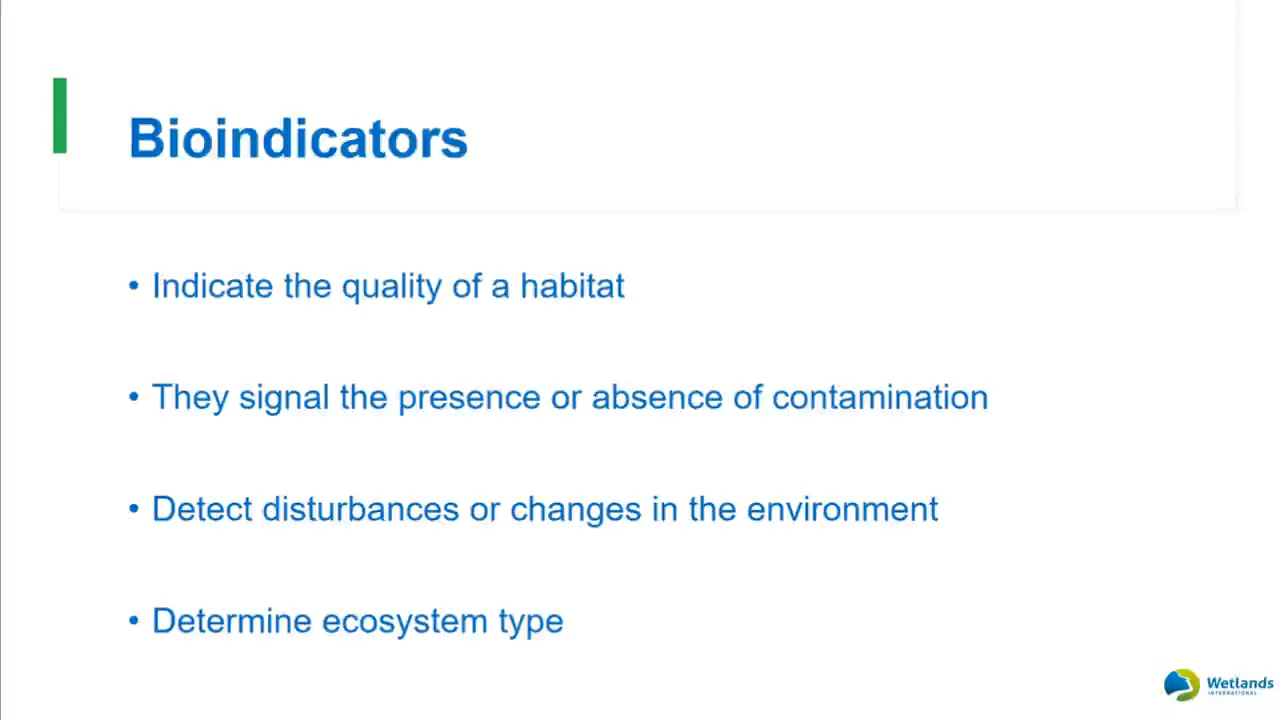 Bioindicators
• Indicate the quality of a habitat
• They signal the presence or absence of contamination
• Detect disturbances or changes in the environment
• Determine ecosystem type
Wetlands
INTERNATIONAL